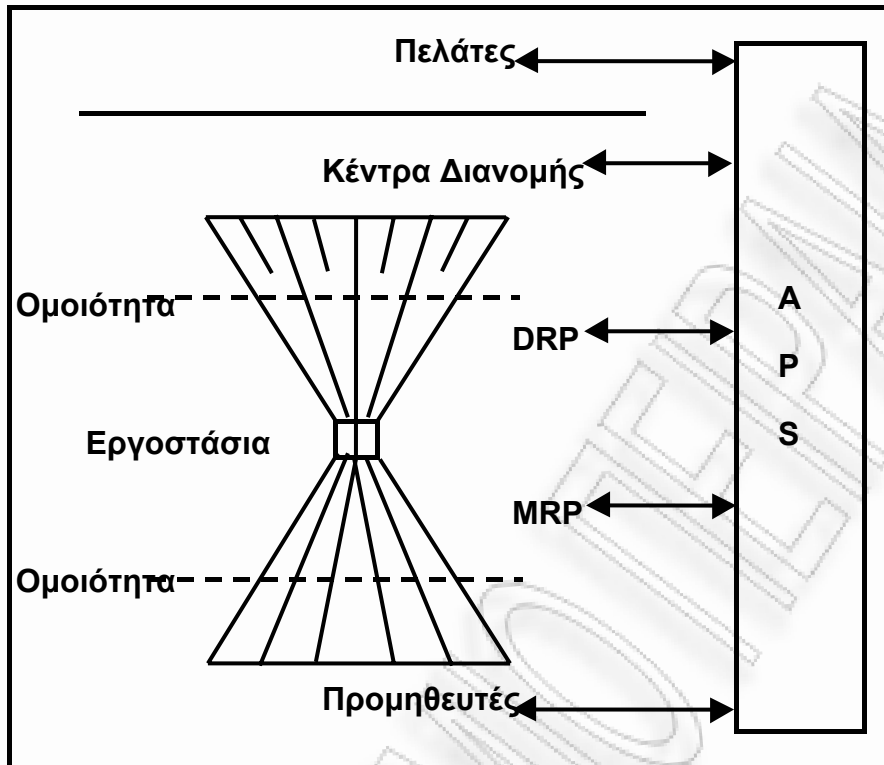 Πελάτες
Κέντρα Διανομής
Ομοιότητα
DRP
Εργοστάσια
MRP
Ομοιότητα
Προμηθευτές
A
P
S